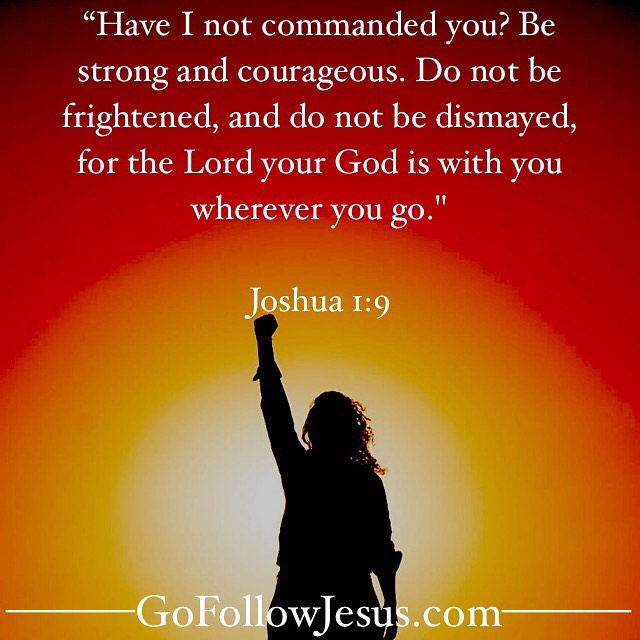 “Have I not commanded you? Be
strong and courageous. Do not be
frightened, and do not be dismayed,
for the Lord your God is with you
wherever you go."
Joshua 1:9
GoFollowJesus.com